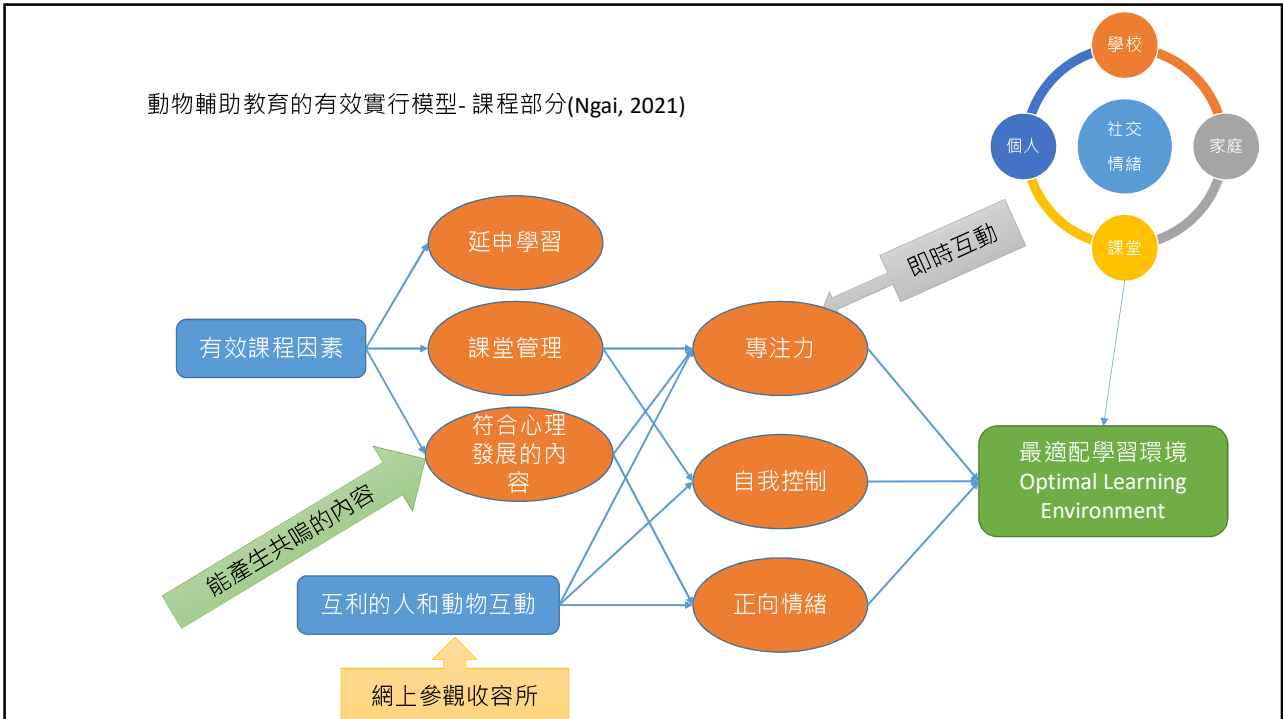 動物輔助教育的有效實行模型- 課程部分(Ngai, 2021)
學校
個人
社交
情緒
家庭
課堂
即時互動
延申學習
有效課程因素
課堂管理
專注力
符合心理
發展的內
容
自我控制
最適配學習環境
Optimal Learning
Environment
能產生共鳴的內容
互利的人和動物互動
正向情緒
網上參觀收容所